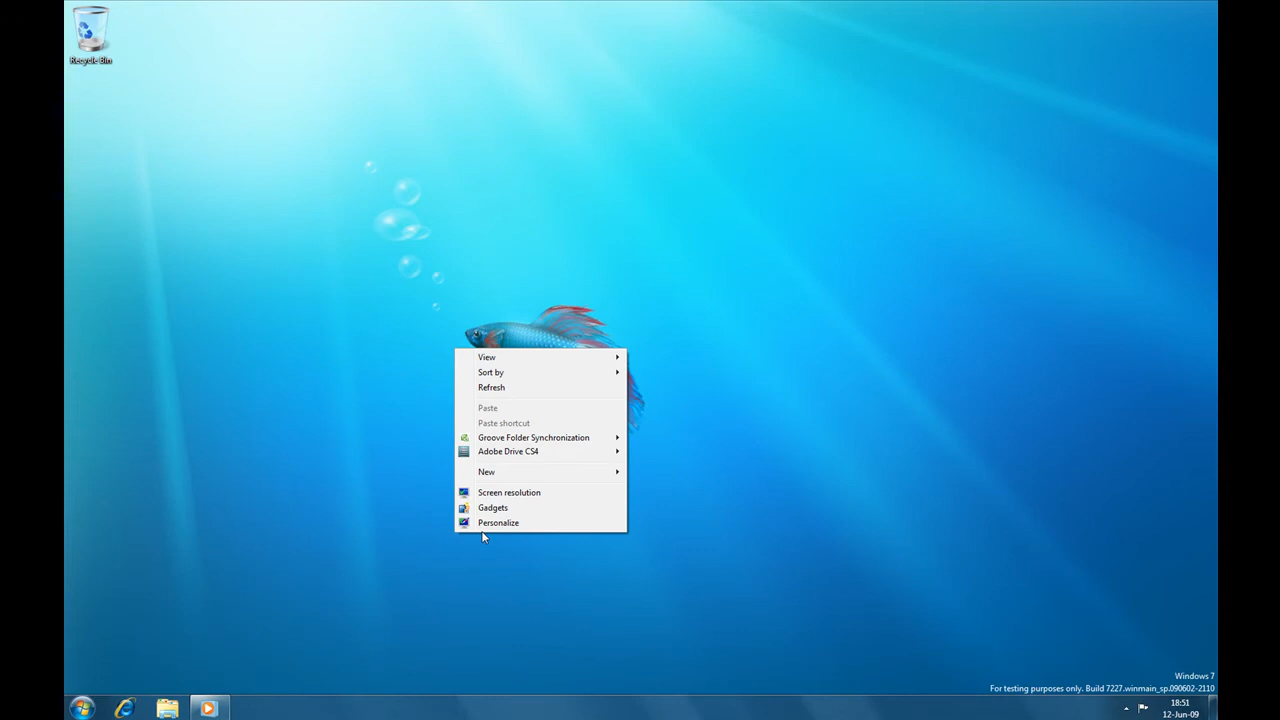 Recycle Bin
View
Sort by
Refresh
Paste
Paste shortcut
Groove Folder Synchronization
Adobe Drive CS4
New
Screen resolution
Gadgets
Personalize
Windows 7
For testing purposes only. Build 7227.winmain_sp.090602-2110
18:51
12-Jun-09